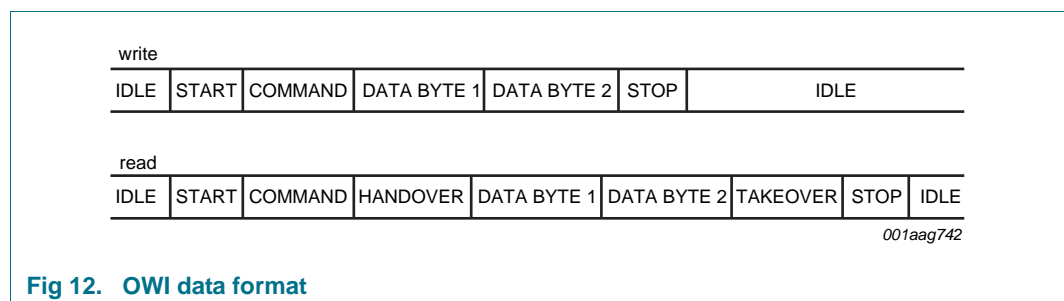 write
IDLE START COMMAND DATA BYTE 1 DATA BYTE 2 STOP IDLE
read
IDLE START COMMAND HANDOVER DATA BYTE 1 DATA BYTE 2 TAKEOVER STOP IDLE
001aag742
Fig 12. OWI data format